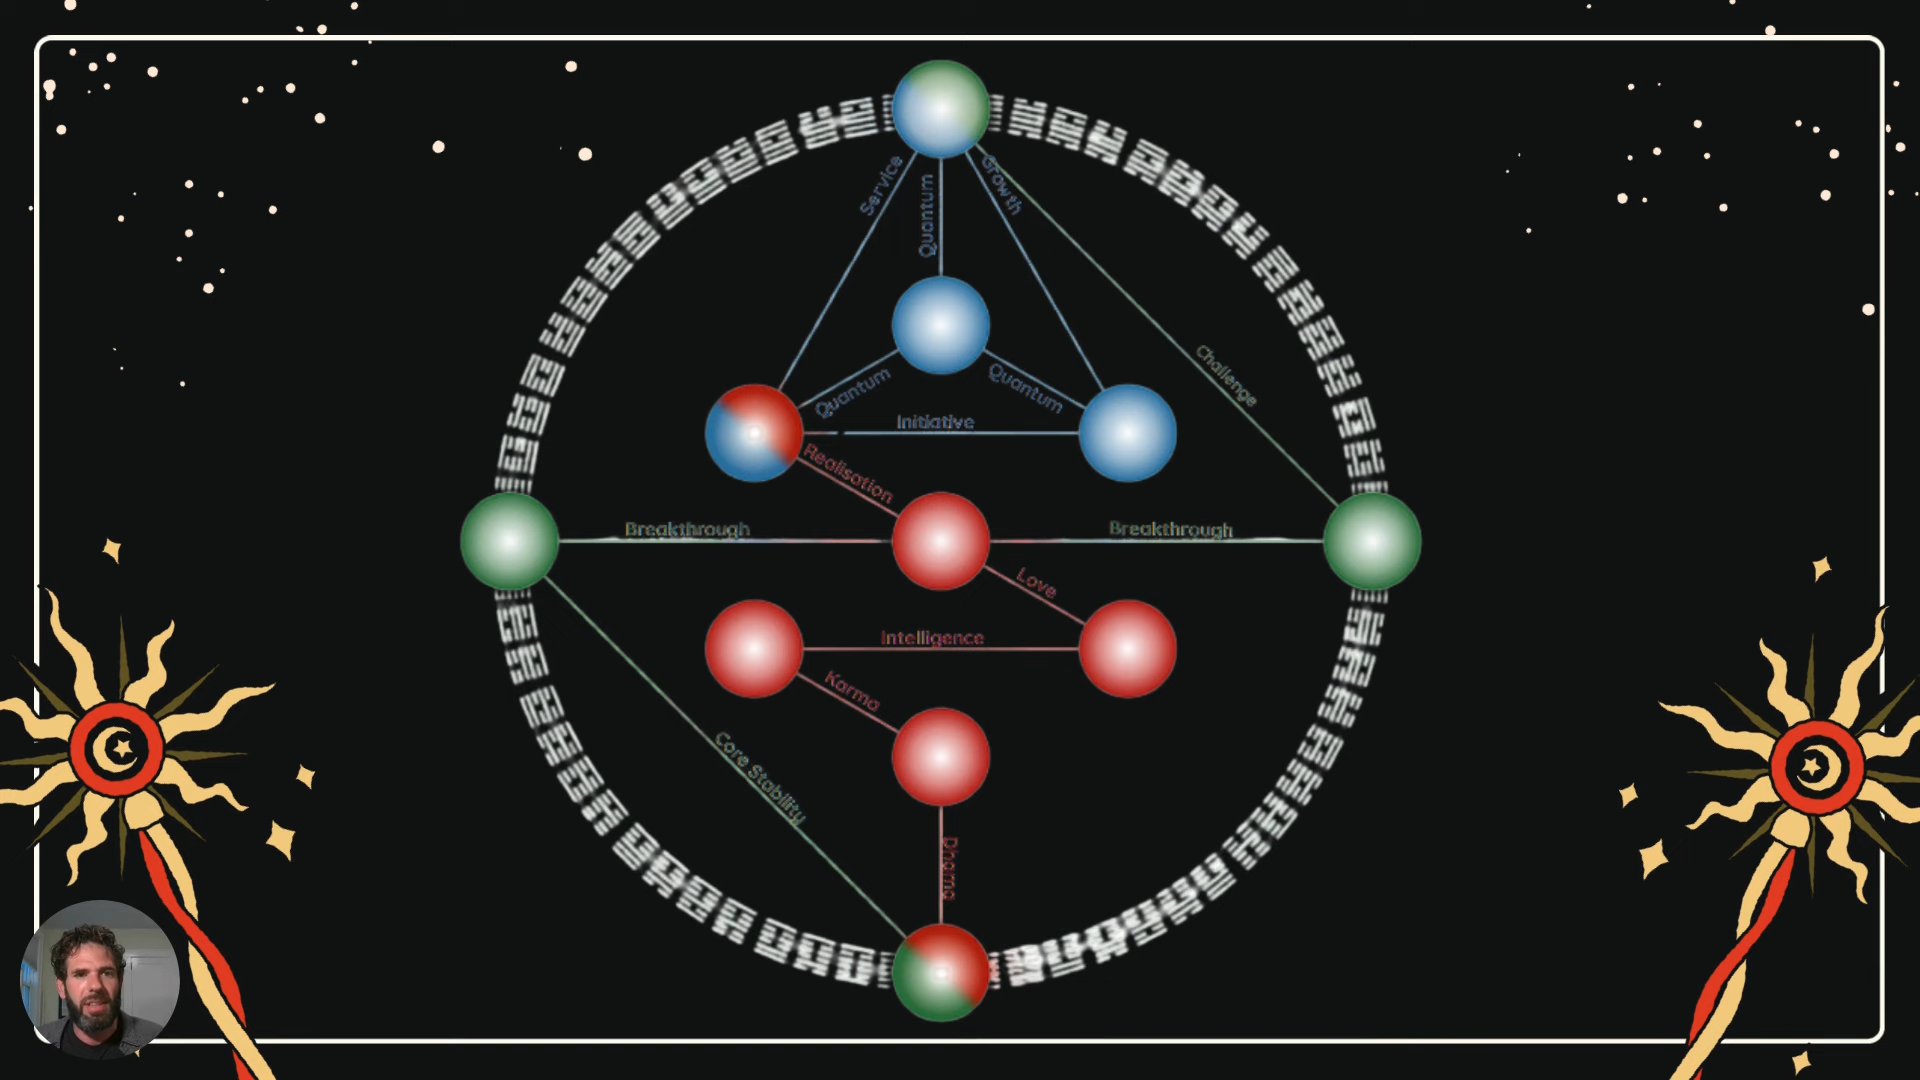 Service
Quantum
Growth
Challenge
Quantum
Quantum
Initiative
Realisation
Breakthrough
Breakthrough
Love
Intelligence
Karma
Core Stability
Dharma